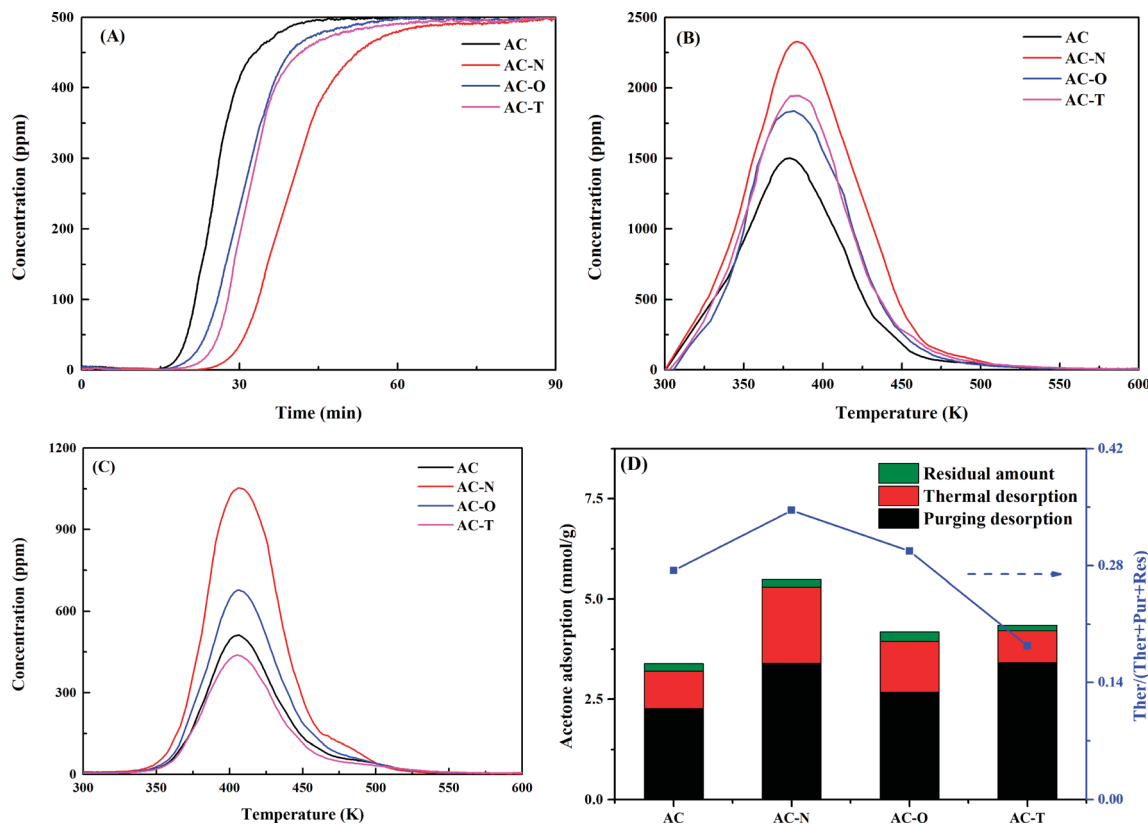 (A)
AC
AC-N
AC-O
AC-T
500
400
300
200
100
0
0
30
60
90
Concentration (ppm)
Time (min)
(B)
AC
AC-N
AC-O
AC-T
2500
2000
1500
1000
500
0
300
350
400
450
500
550
600
Concentration (ppm)
Temperature (K)
(C)
AC
AC-N
AC-O
AC-T
1200
900
600
300
0
300
350
400
450
500
550
600
Concentration (ppm)
Temperature (K)
(D)
Residual amount
Thermal desorption
Purging desorption
7.5
5.0
2.5
0.0
0.42
0.28
0.14
0.00
AC
AC-N
AC-O
AC-T
Acetone adsorption (mmol/g)
Ther/(Ther+Pur+Res)